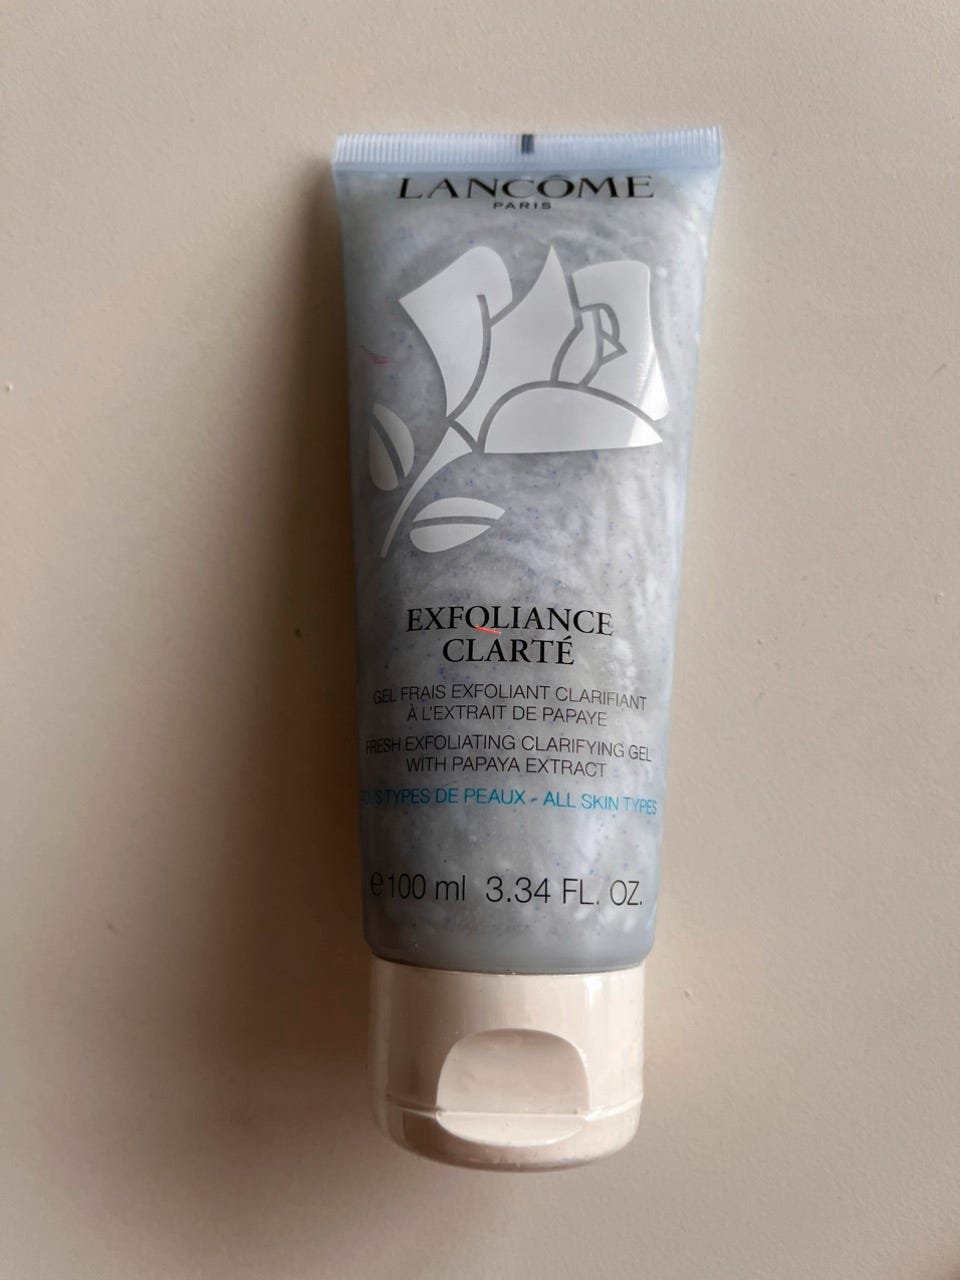 LANCÔME
PARIS
EXFOLIANCE
CLARTÉ
GEL FRAIS EXFOLIANT CLARIFIANT
À L'EXTRAIT DE PAPAYE
FRESH EXFOLIATING CLARIFYING GEL
WITH PAPAYA EXTRACT
TOUS TYPES DE PEAUX - ALL SKIN TYPES
℮100 ml 3.34 FL. OZ.